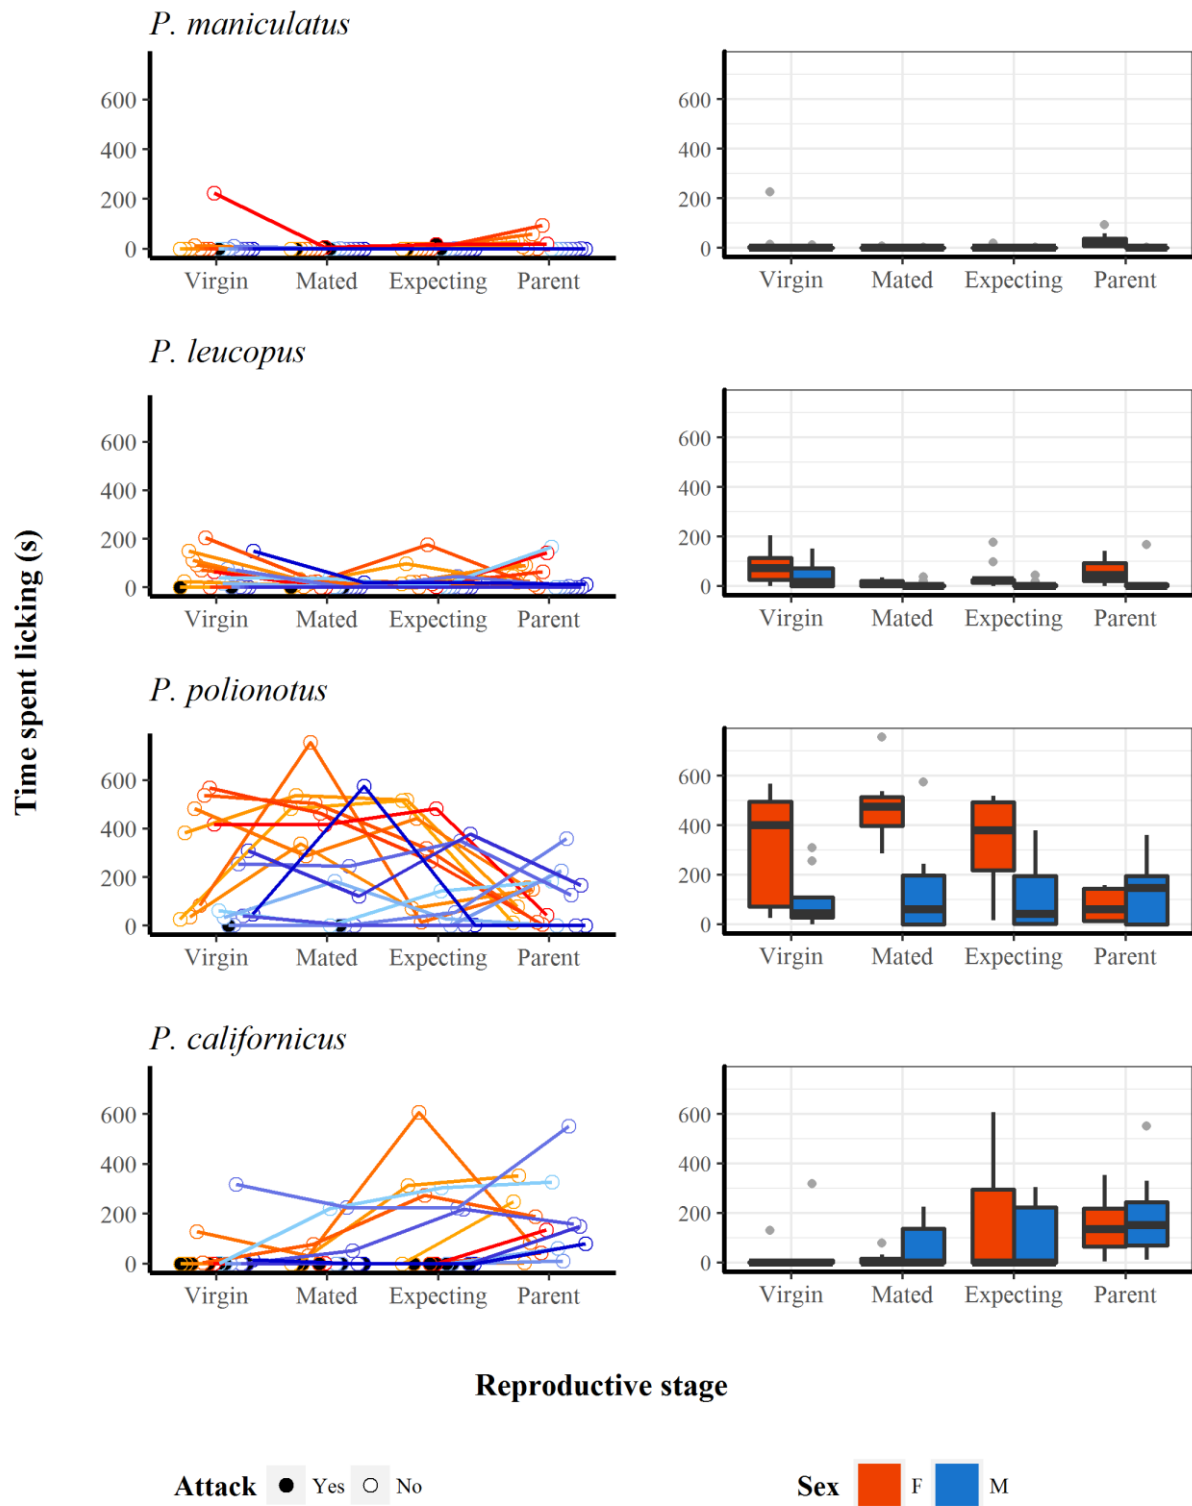 P. maniculatus
600
400
200
0
Virgin Mated Expecting Parent
600
400
200
0
Virgin Mated Expecting Parent
P. leucopus
600
400
200
0
Virgin Mated Expecting Parent
600
400
200
0
Virgin Mated Expecting Parent
Time spent licking (s)
P. polionotus
600
400
200
0
Virgin Mated Expecting Parent
600
400
200
0
Virgin Mated Expecting Parent
P. californicus
600
400
200
0
Virgin Mated Expecting Parent
600
400
200
0
Virgin Mated Expecting Parent
Reproductive stage
Attack Yes No
Sex F M